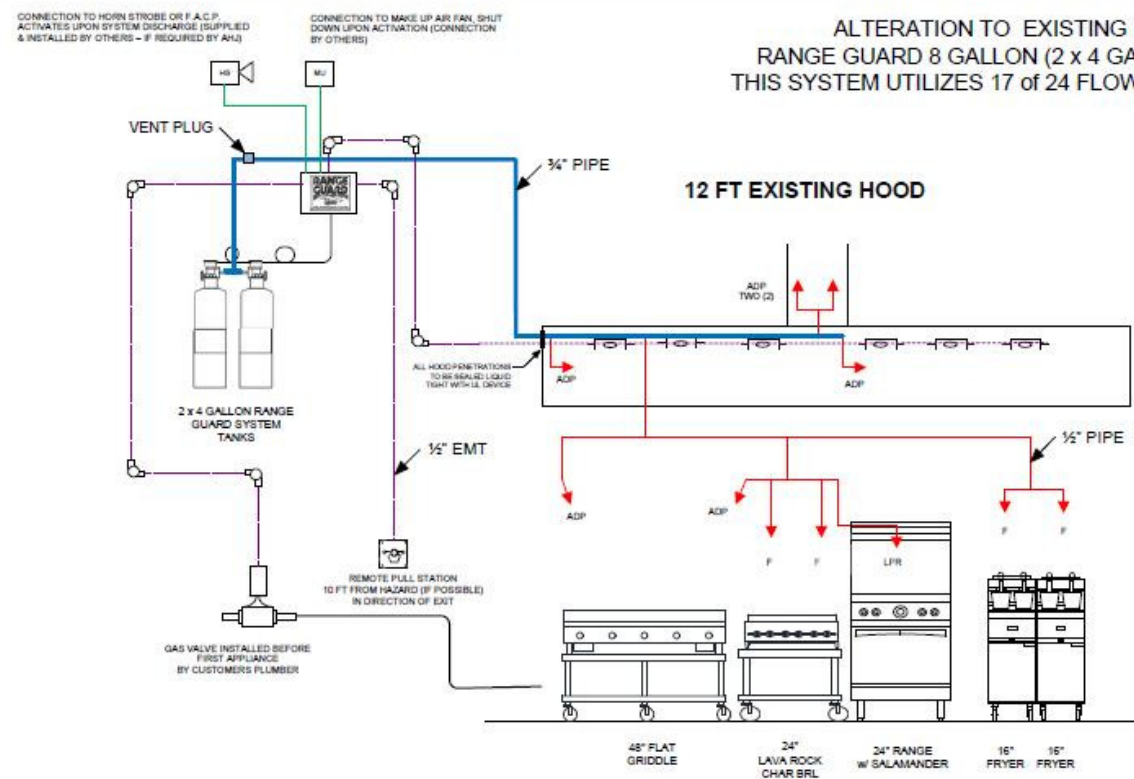 CONNECTION TO HORN STROBE OR F.A.C.P.
ACTIVATES UPON SYSTEM DISCHARGE (SUPPLIED
& INSTALLED BY OTHERS – IF REQUIRED BY AHJ)
CONNECTION TO MAKE UP AIR FAN, SHUT
DOWN UPON ACTIVATION (CONNECTION
BY OTHERS)
ALTERATION TO EXISTING
RANGE GUARD 8 GALLON (2 x 4 GA
THIS SYSTEM UTILIZES 17 of 24 FLOW
HS
MU
VENT PLUG
RANGE
GUARD
¾" PIPE
12 FT EXISTING HOOD
ADP
TWO (2)
ALL HOOD PENETRATIONS
TO BE SEALED LIQUID
TIGHT WITH UL DEVICE
ADP
ADP
2 x 4 GALLON RANGE
GUARD SYSTEM
TANKS
½" EMT
½" PIPE
ADP
ADP
F
F
LPR
F
F
REMOTE PULL STATION
10 FT FROM HAZARD (IF POSSIBLE)
IN DIRECTION OF EXIT
GAS VALVE INSTALLED BEFORE
FIRST APPLIANCE
BY CUSTOMERS PLUMBER
48" FLAT
GRIDDLE
24"
LAVA ROCK
CHAR BRL
24" RANGE
w/ SALAMANDER
16"
FRYER
16"
FRYER